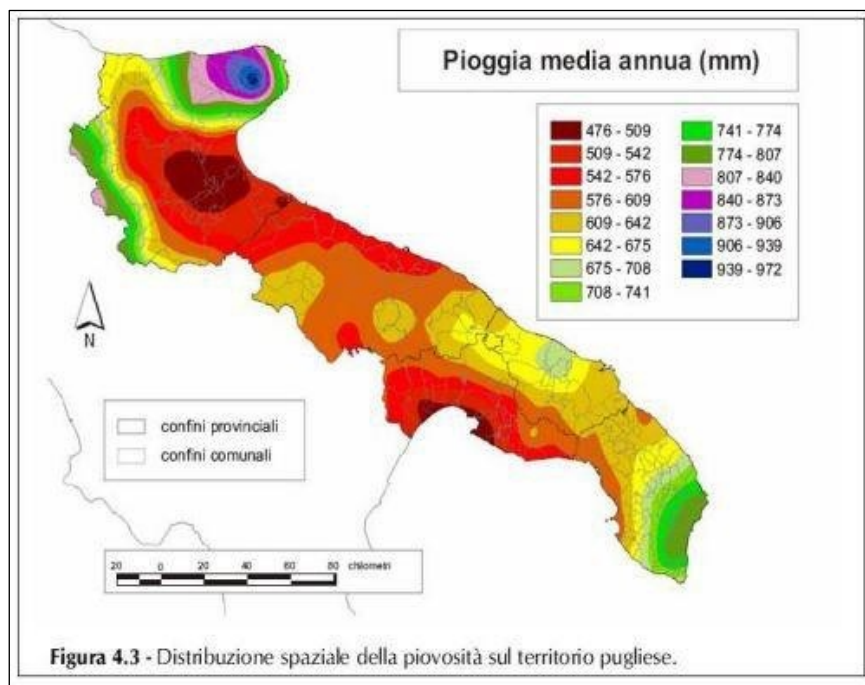 Pioggia media annua (mm)
476 - 509
509 - 542
542 - 576
576 - 609
609 - 642
642 - 675
675 - 708
708 - 741
741 - 774
774 - 807
807 - 840
840 - 873
873 - 906
906 - 939
939 - 972
N
confini provinciali
confini comunali
20 0 20 40 60 80 chilometri
Figura 4.3 - Distribuzione spaziale della piovosità sul territorio pugliese.